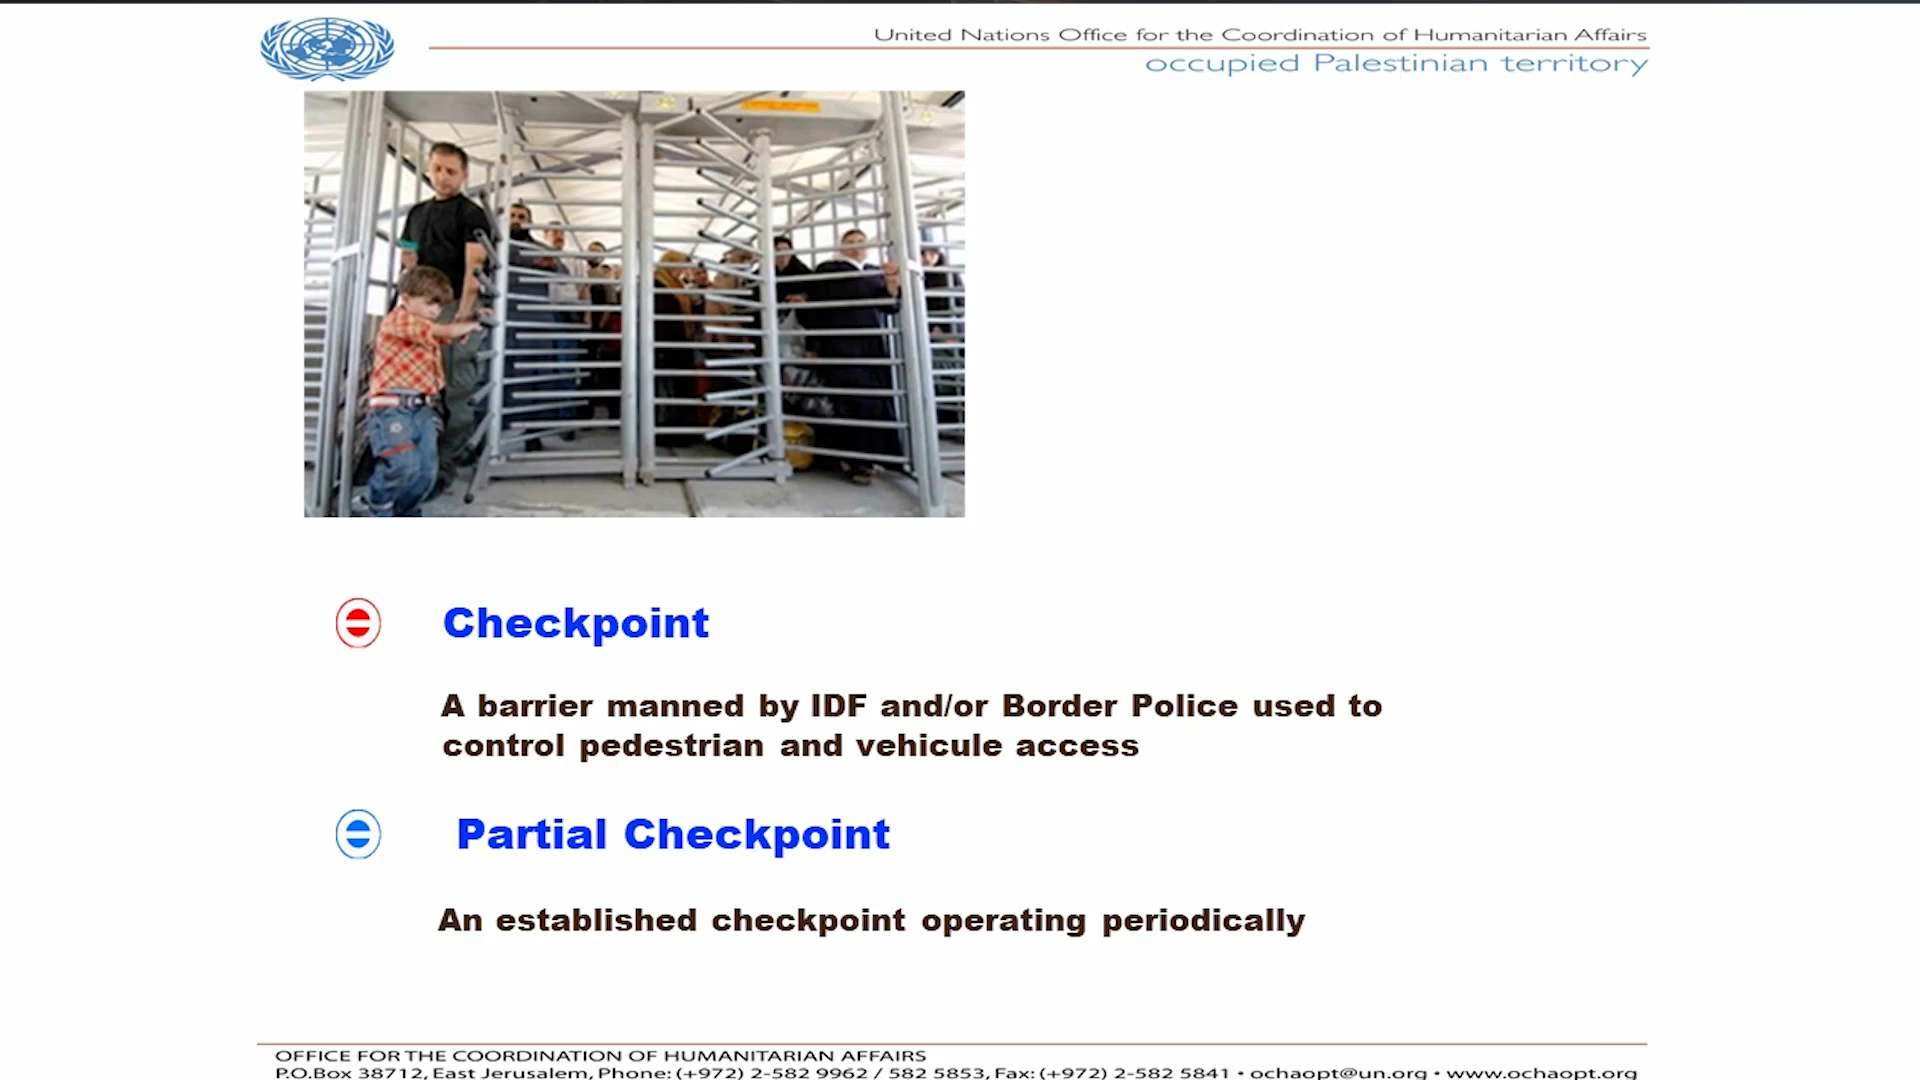 United Nations Office for the Coordination of Humanitarian Affairs
occupied Palestinian territory
Checkpoint
A barrier manned by IDF and/or Border Police used to
control pedestrian and vehicule access
Partial Checkpoint
An established checkpoint operating periodically
OFFICE FOR THE COORDINATION OF HUMANITARIAN AFFAIRS
P.O.Box 38712, East Jerusalem, Phone: (+972) 2-582 9962 / 582 5853, Fax: (+972) 2-582 5841 • ochaopt@un.org • www.ochaopt.org